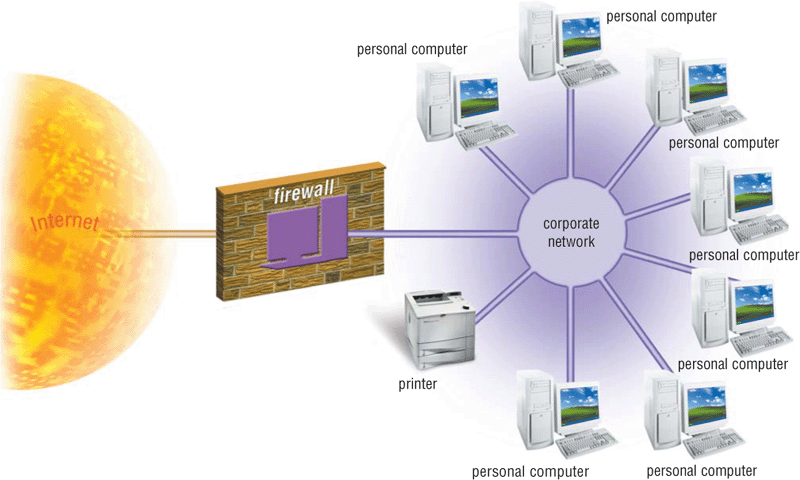 personal computer
personal computer
personal computer
firewall
Internet
corporate
network
personal computer
personal computer
printer
personal computer
personal computer